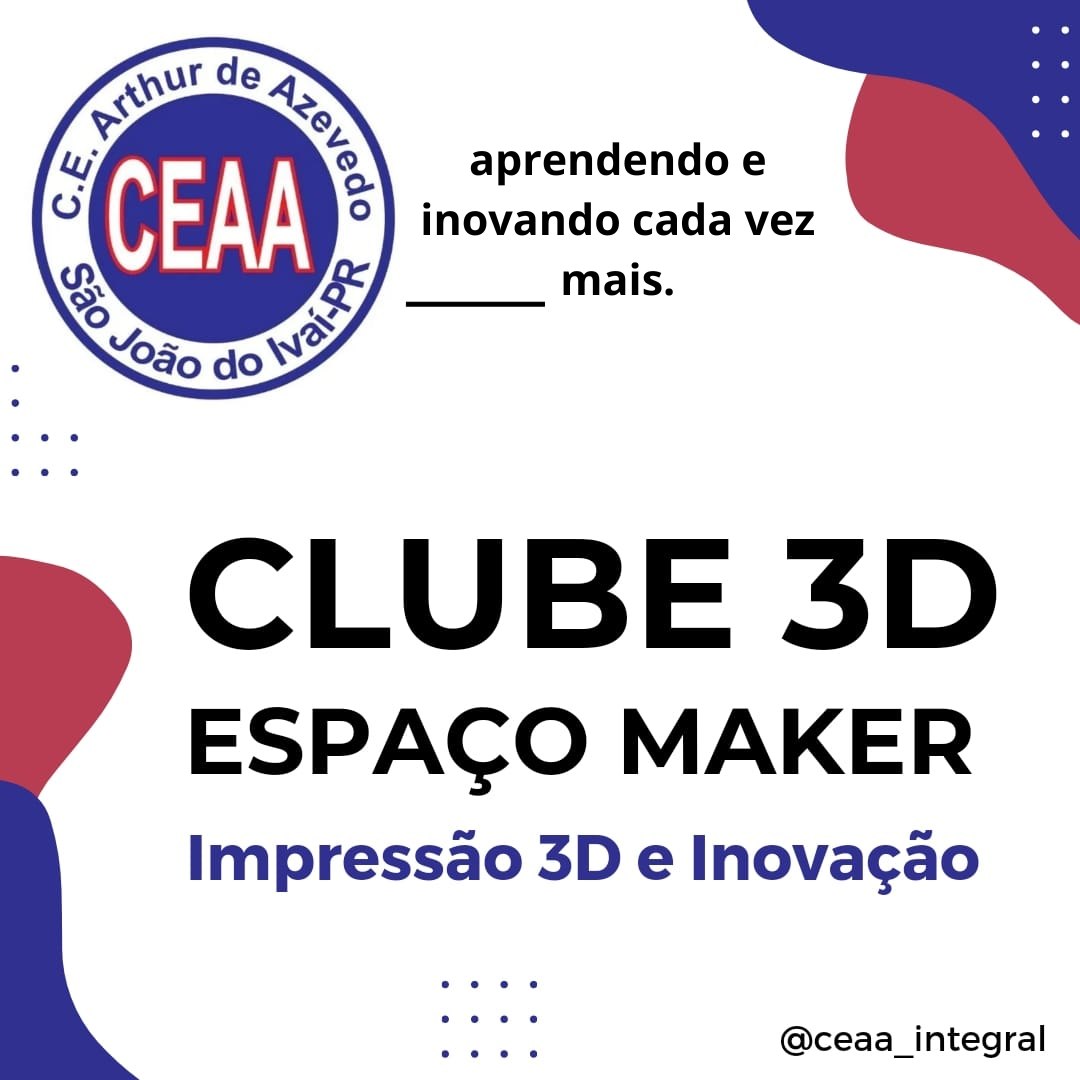 C.E. Arthur de Azevedo
CEAA
São João do Ivaí-PR
aprendendo e
inovando cada vez
mais.
CLUBE 3D
ESPAÇO MAKER
Impressão 3D e Inovação
@ceaa_integral